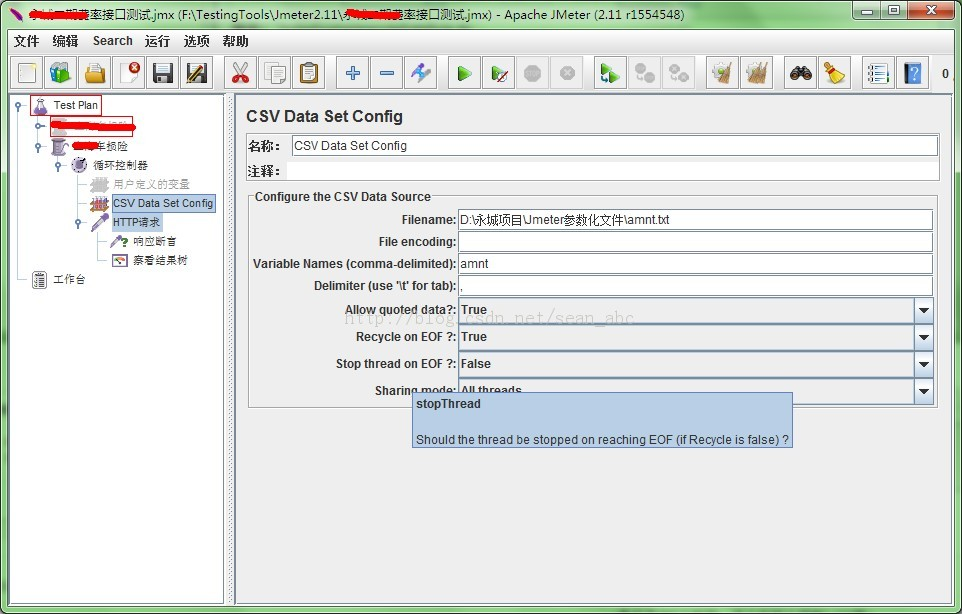 二期费率接口测试.jmx (F:\TestingTools\Jmeter2.11\永 费率接口测试.jmx) - Apache JMeter (2.11 r1554548)
文件 编辑 Search 运行 选项 帮助
0
Test Plan
车损险
循环控制器
用户定义的变量
CSV Data Set Config
HTTP请求
响应断言
察看结果树
工作台
CSV Data Set Config
名称: CSV Data Set Config
注释:
Configure the CSV Data Source
Filename: D:\永城项目\Jmeter参数化文件\amnt.txt
File encoding:
Variable Names (comma-delimited): amnt
Delimiter (use '\t' for tab): ,
Allow quoted data?: True
http://blog.csdn.net/sean_ahc
Recycle on EOF ?: True
Stop thread on EOF ?: False
Sharing mode: All threads
stopThread
Should the thread be stopped on reaching EOF (if Recycle is false) ?